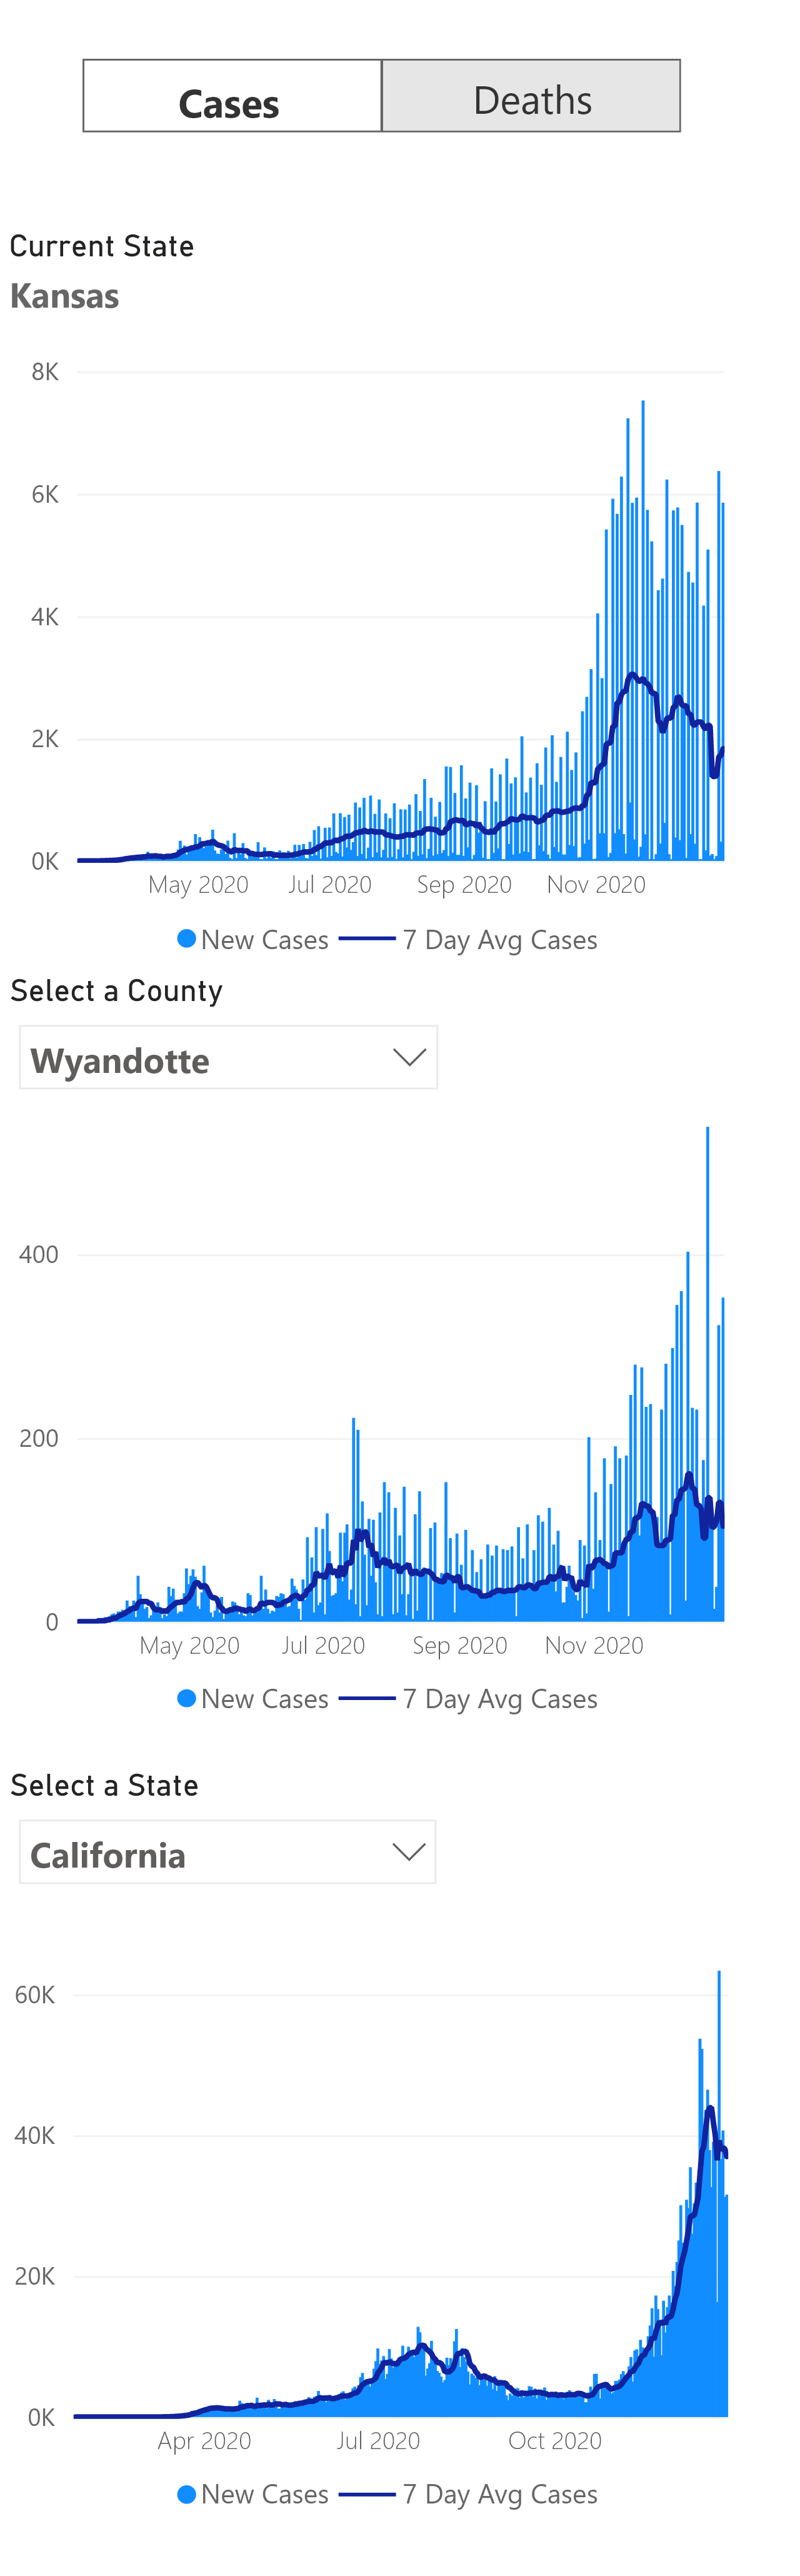 Cases Deaths
Current State
Kansas
8K
6K
4K
2K
0K
May 2020 Jul 2020 Sep 2020 Nov 2020
New Cases 7 Day Avg Cases
Select a County
Wyandotte
400
200
0
May 2020 Jul 2020 Sep 2020 Nov 2020
New Cases 7 Day Avg Cases
Select a State
California
60K
40K
20K
0K
Apr 2020 Jul 2020 Oct 2020
New Cases 7 Day Avg Cases